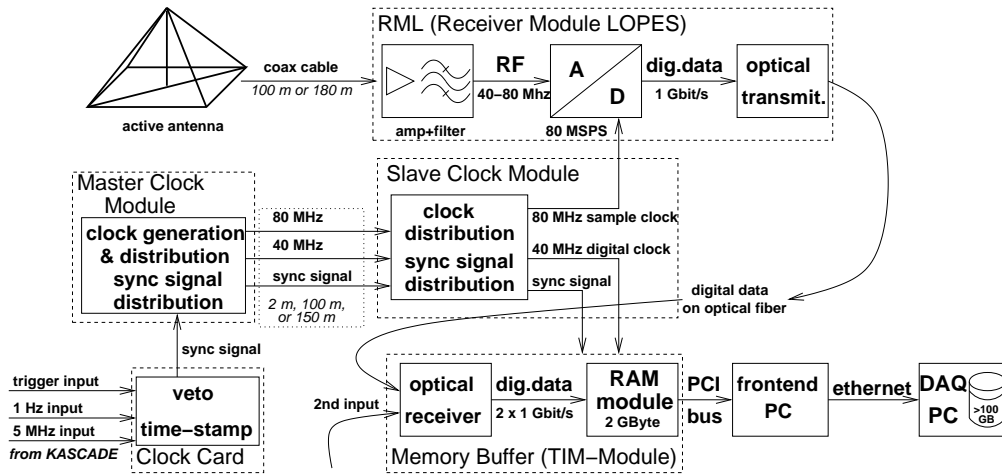 RML (Receiver Module LOPES)
coax cable
100 m or 180 m
active antenna
amp+filter
RF
40−80 Mhz
A
D
80 MSPS
dig.data
1 Gbit/s
optical
transmit.
Master Clock
Module
clock generation
& distribution
sync signal
distribution
80 MHz
40 MHz
sync signal
2 m, 100 m,
or 150 m
Slave Clock Module
clock
distribution
sync signal
distribution
80 MHz sample clock
40 MHz digital clock
sync signal
digital data
on optical fiber
sync signal
trigger input
1 Hz input
5 MHz input
from KASCADE
veto
time−stamp
Clock Card
2nd input
optical
receiver
dig.data
2 x 1 Gbit/s
RAM
module
2 GByte
Memory Buffer (TIM−Module)
PCI
bus
frontend
PC
ethernet
DAQ
PC
>100
GB